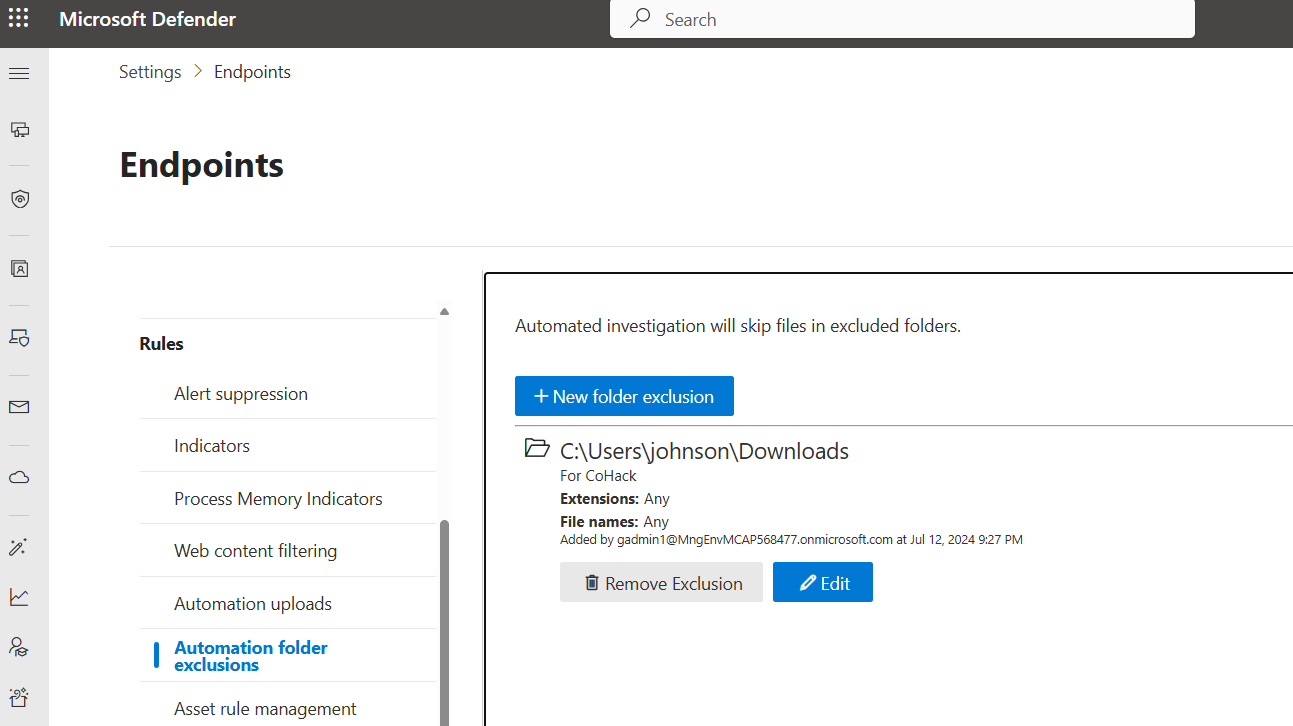 Microsoft Defender
Search
Settings > Endpoints
Endpoints
Rules
Alert suppression
Indicators
Process Memory Indicators
Web content filtering
Automation uploads
Automation folder
exclusions
Asset rule management
Automated investigation will skip files in excluded folders.
+ New folder exclusion
C:\Users\johnson\Downloads
For CoHack
Extensions: Any
File names: Any
Added by gadmin1@MngEnvMCAP568477.onmicrosoft.com at Jul 12, 2024 9:27 PM
Remove Exclusion
Edit